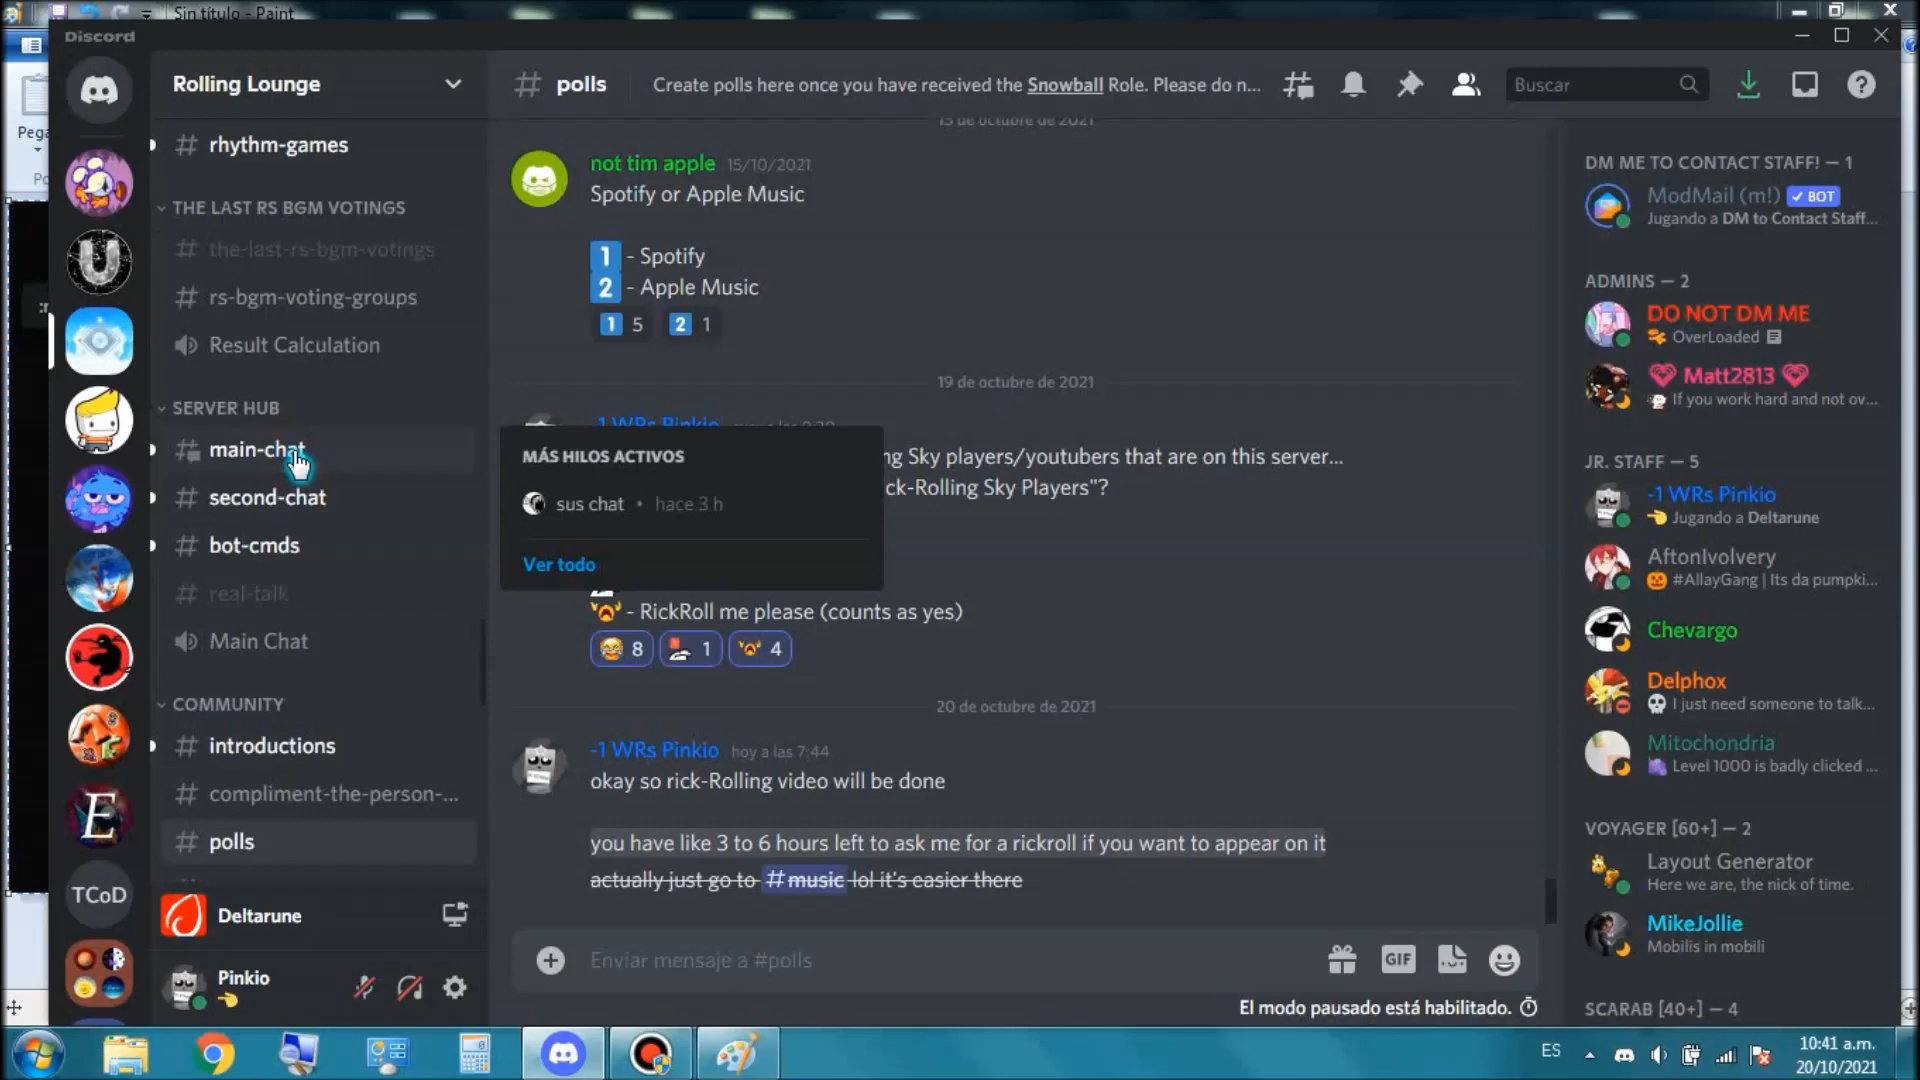 Sin título - Paint
Discord
Pega
Rolling Lounge
rhythm-games
THE LAST RS BGM VOTINGS
the-last-rs-bgm-votings
rs-bgm-voting-groups
Result Calculation
SERVER HUB
main-chat
second-chat
bot-cmds
real-talk
Main Chat
COMMUNITY
introductions
compliment-the-person-...
polls
TCoD
Deltarune
Pinkio
polls
Create polls here once you have received the Snowball Role. Please do n...
Buscar
15 de octubre de 2021
not tim apple 15/10/2021
Spotify or Apple Music
1 - Spotify
2 - Apple Music
1 5 2 1
19 de octubre de 2021
-1 WRs Pinkio
ng Sky players/youtubers that are on this server...
ck-Rolling Sky Players"?
MÁS HILOS ACTIVOS
sus chat • hace 3 h
Ver todo
- RickRoll me please (counts as yes)
8 1 4
20 de octubre de 2021
-1 WRs Pinkio hoy a las 7:44
okay so rick-Rolling video will be done
you have like 3 to 6 hours left to ask me for a rickroll if you want to appear on it
actually just go to #music lol it's easier there
Enviar mensaje a #polls
GIF
El modo pausado está habilitado.
DM ME TO CONTACT STAFF! — 1
ModMail (m!) ✓ BOT
Jugando a DM to Contact Staff...
ADMINS — 2
DO NOT DM ME
OverLoaded
Matt2813
If you work hard and not ov...
JR. STAFF — 5
-1 WRs Pinkio
Jugando a Deltarune
AftonIvolvery
#AllayGang | Its da pumpki...
Chevargo
Delphox
I just need someone to talk...
Mitochondria
Level 1000 is badly clicked ...
VOYAGER [60+] — 2
Layout Generator
Here we are, the nick of time.
MikeJollie
Mobilis in mobili
SCARAB [40+] — 4
ES
10:41 a.m.
20/10/2021